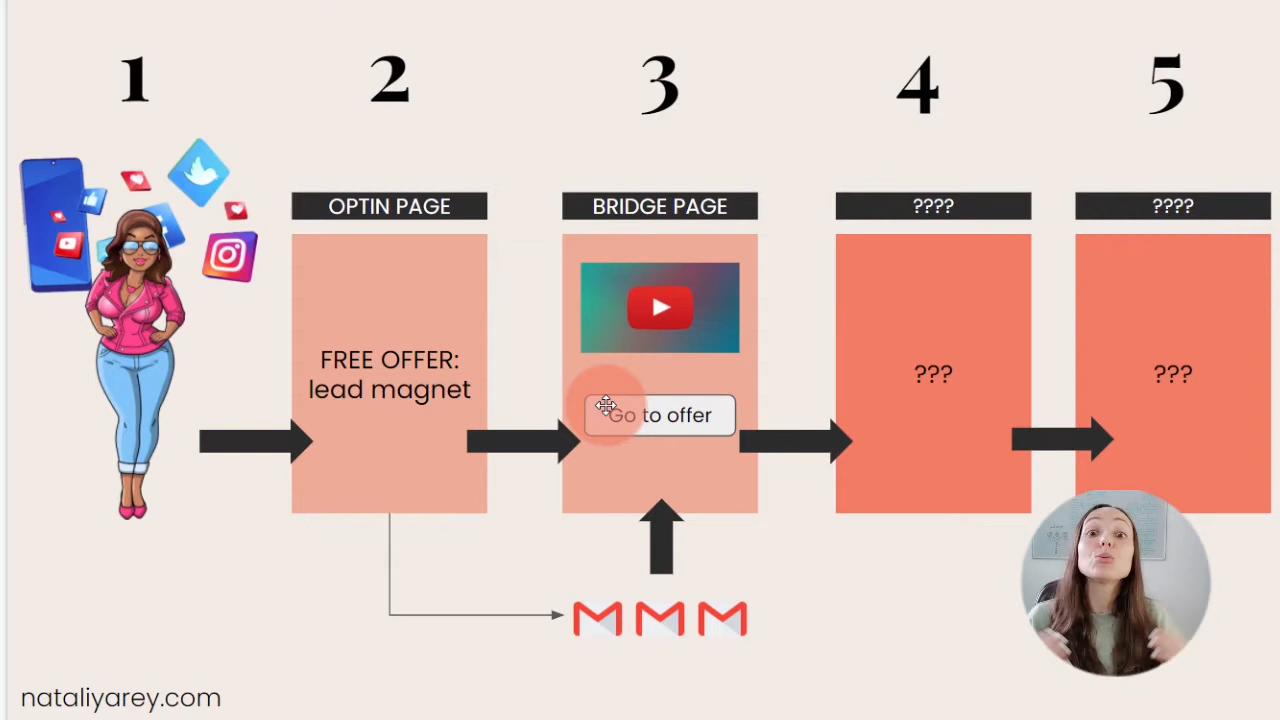 1
2
3
4
5
OPTIN PAGE
BRIDGE PAGE
????
????
FREE OFFER:
lead magnet
Go to offer
???
???
nataliyarey.com